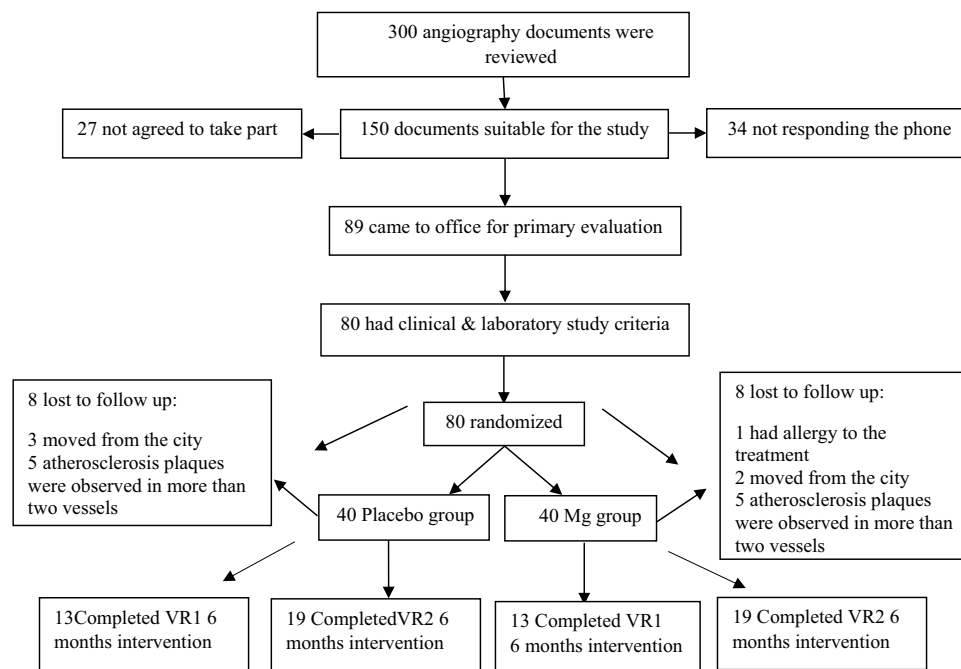 300 angiography documents were
reviewed
27 not agreed to take part
150 documents suitable for the study
34 not responding the phone
89 came to office for primary evaluation
80 had clinical & laboratory study criteria
8 lost to follow up:
3 moved from the city
5 atherosclerosis plaques
were observed in more than
two vessels
80 randomized
8 lost to follow up:
1 had allergy to the
treatment
2 moved from the city
5 atherosclerosis plaques
were observed in more than
two vessels
40 Placebo group
40 Mg group
13Completed VR1 6
months intervention
19 CompletedVR2 6
months intervention
13 Completed VR1
6 months intervention
19 Completed VR2 6
months intervention